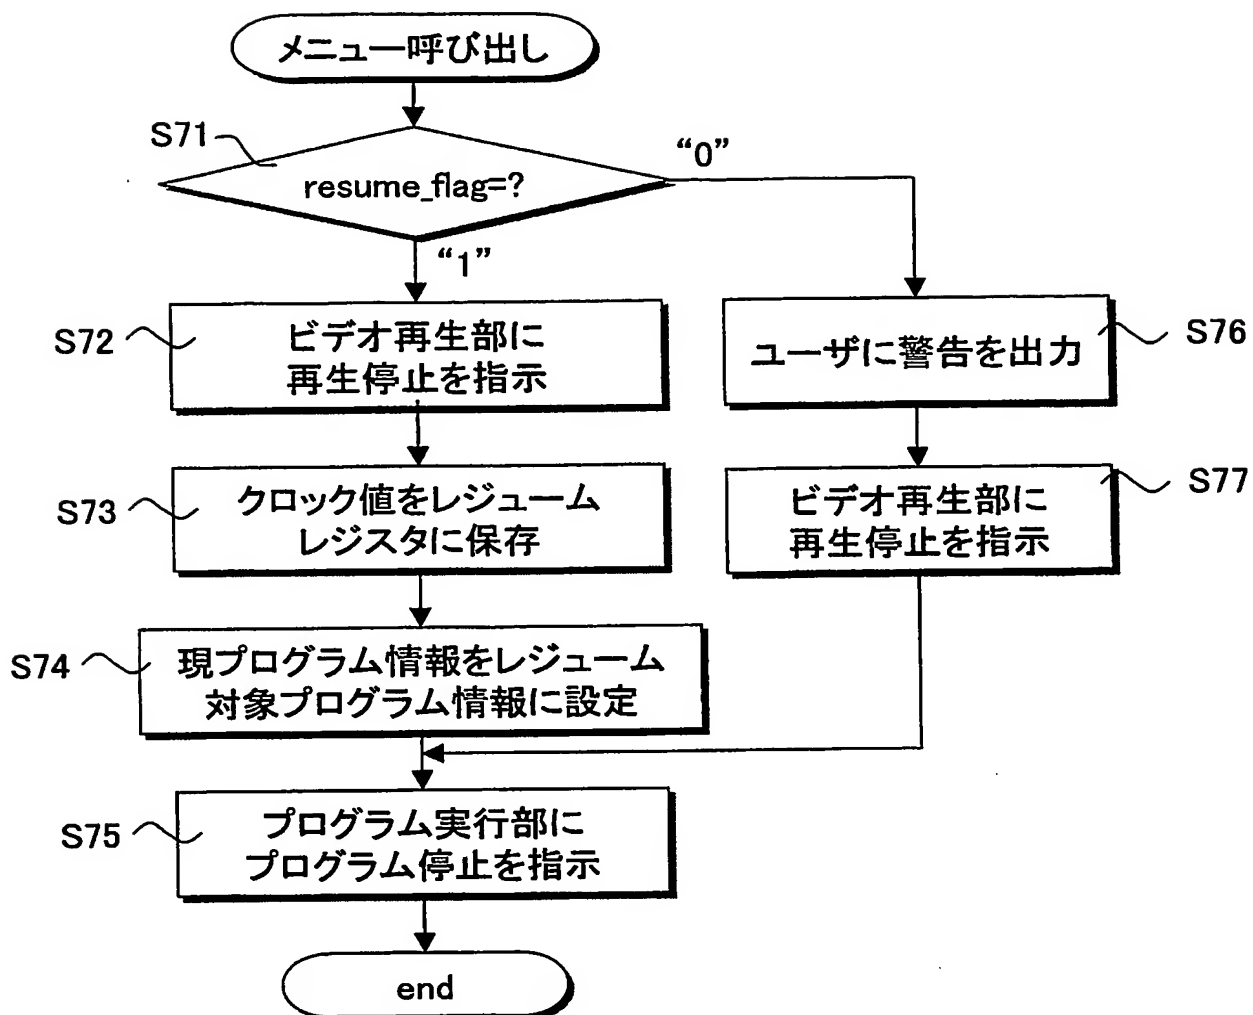 メニュー呼び出し
S71
resume_flag=?
“0”
“1”
S72
ビデオ再生部に
再生停止を指示
S76
ユーザに警告を出力
S73
クロック値をレジューム
レジスタに保存
S77
ビデオ再生部に
再生停止を指示
S74
現プログラム情報をレジューム
対象プログラム情報に設定
S75
プログラム実行部に
プログラム停止を指示
end